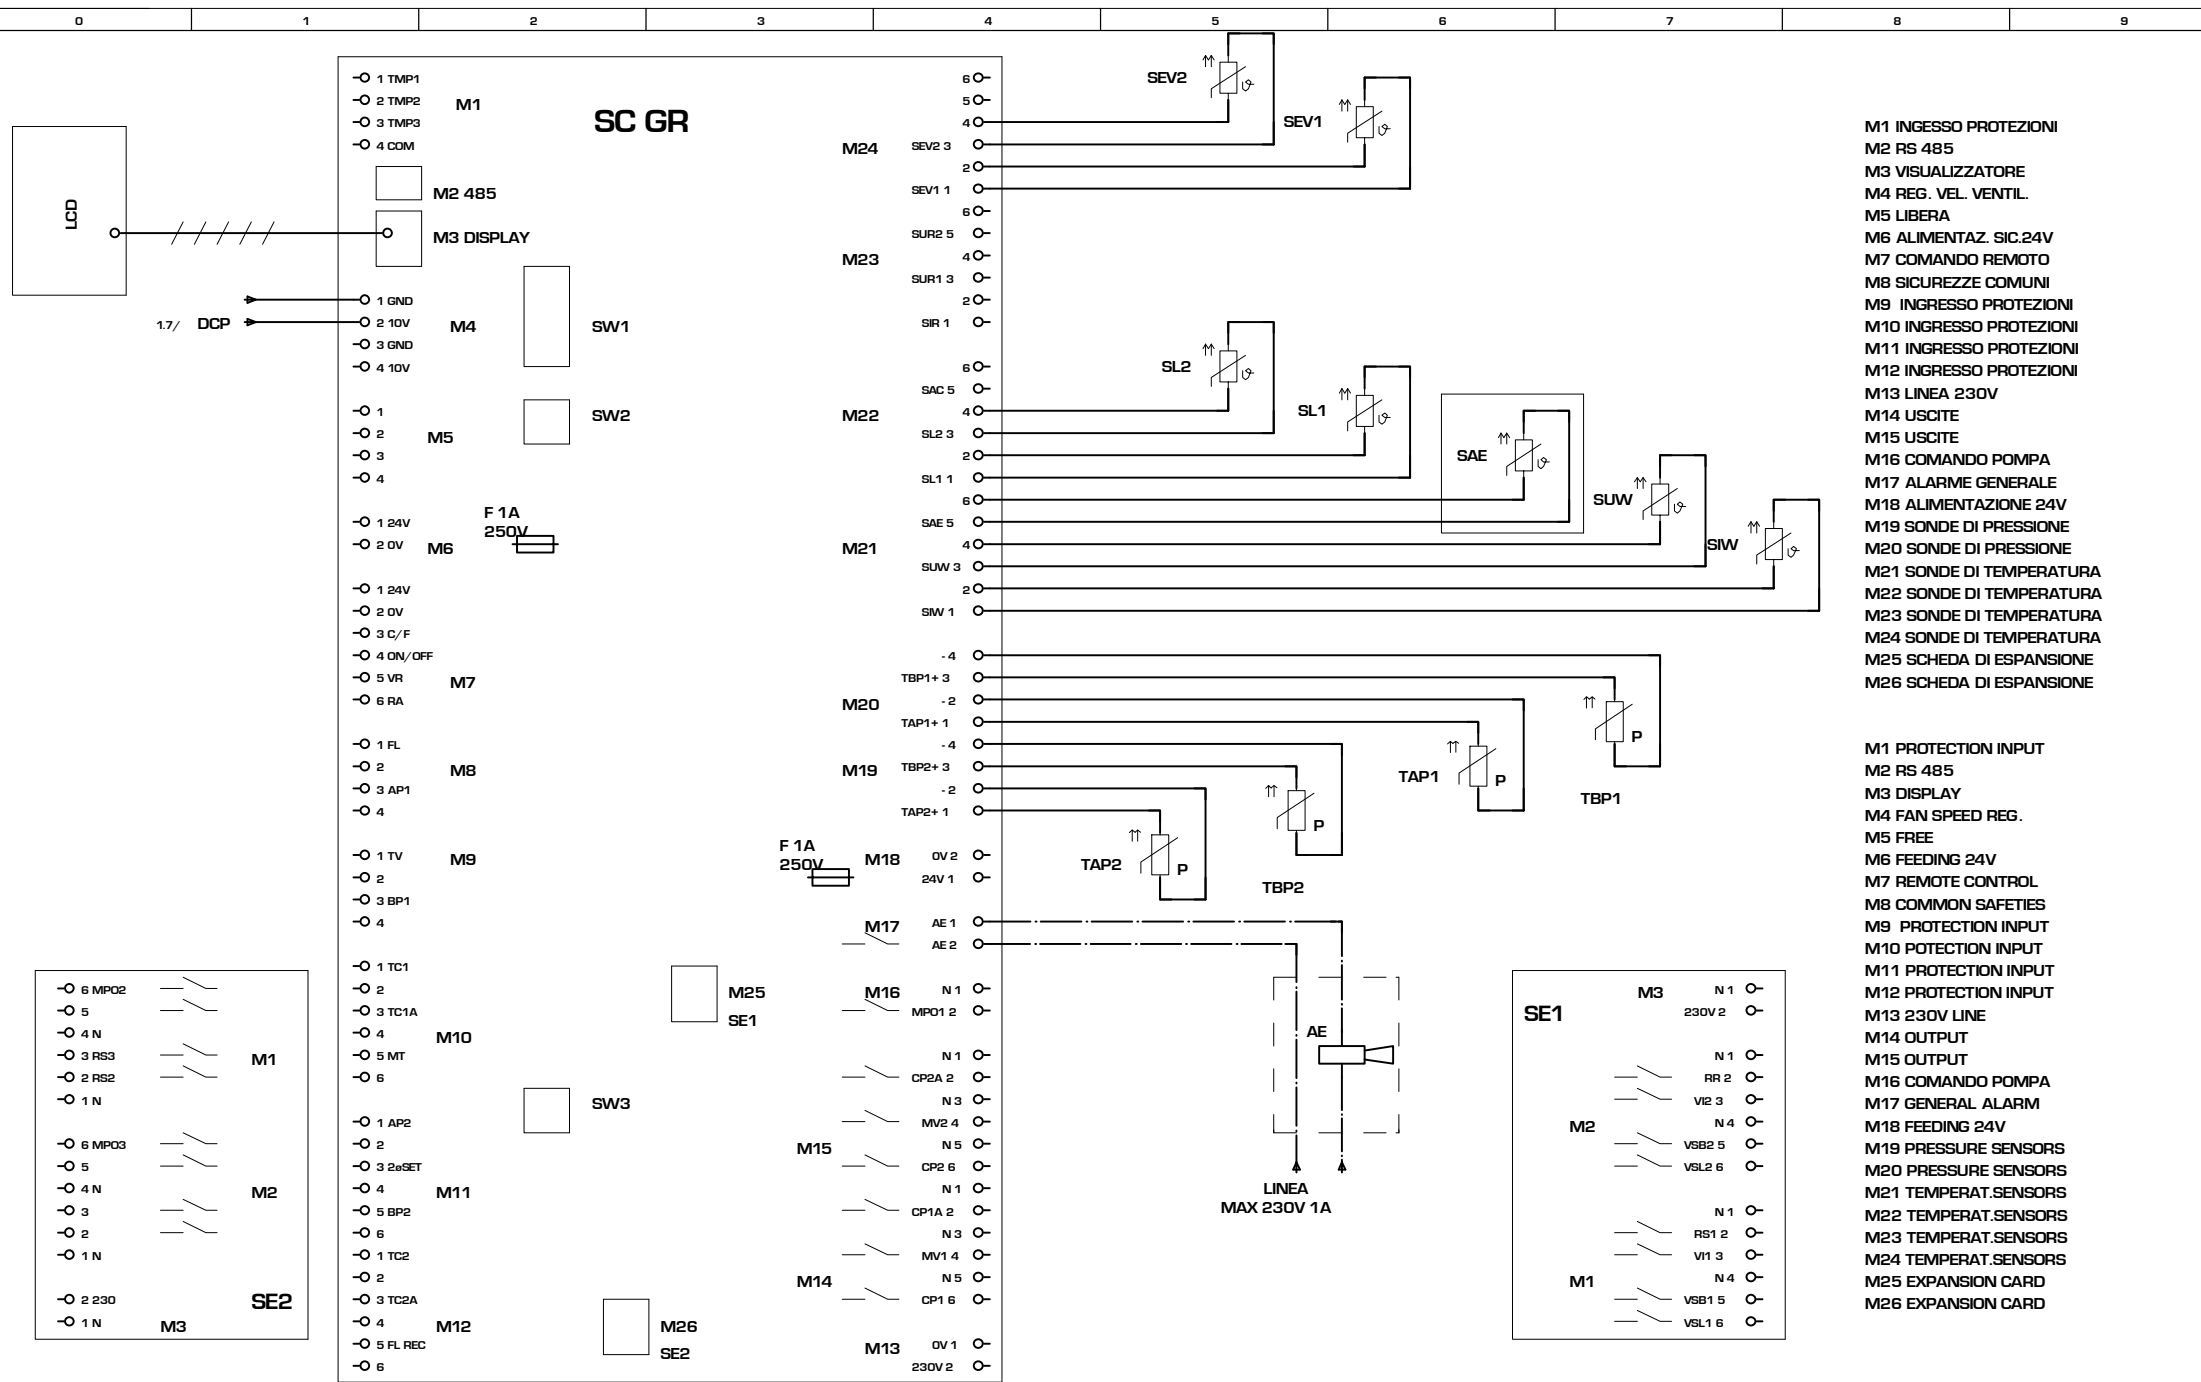 0 1 2 3 4 5 6 7 8 9
SC GR
LCD
1 TMP1
2 TMP2
3 TMP3
4 COM
M1
M2 485
M3 DISPLAY
1.7/ DCP
1 GND
2 10V
3 GND
4 10V
M4
SW1
SW2
1
2
3
4
M5
F 1A
250V
1 24V
2 0V
M6
1 24V
2 0V
3 C/F
4 ON/OFF
5 VR
6 RA
M7
1 FL
2
3 AP1
4
M8
1 TV
2
3 BP1
4
M9
1 TC1
2
3 TC1A
4
5 MT
6
M10
1 AP2
2
3 2øSET
4
5 BP2
6
M11
1 TC2
2
3 TC2A
4
5 FL REC
6
M12
M25
SE1
SW3
M26
SE2
6
5
4
SEV2 3
2
SEV1 1
M24
6
SUR2 5
4
SUR1 3
2
SIR 1
M23
6
SAC 5
4
SL2 3
2
SL1 1
M22
6
SAE 5
4
SUW 3
2
SIW 1
M21
- 4
TBP1+ 3
- 2
TAP1+ 1
M20
- 4
TBP2+ 3
- 2
TAP2+ 1
M19
F 1A
250V
M18
0V 2
24V 1
M17
AE 1
AE 2
M16
N 1
MPO1 2
N 1
CP2A 2
N 3
MV2 4
N 5
CP2 6
M15
N 1
CP1A 2
N 3
MV1 4
N 5
CP1 6
M14
M13
0V 1
230V 2
SEV2
SEV1
SL2
SL1
SAE
SUW
SIW
TBP1
P
TAP1
P
TBP2
P
TAP2
P
AE
LINEA
MAX 230V 1A
6 MPO2
5
4 N
3 RS3
2 RS2
1 N
M1
6 MPO3
5
4 N
3
2
1 N
M2
2 230
1 N
M3
SE2
SE1
M3
N 1
230V 2
N 1
RR 2
VI2 3
N 4
VSB2 5
VSL2 6
M2
N 1
RS1 2
VI1 3
N 4
VSB1 5
VSL1 6
M1
M1 INGESSO PROTEZIONI
M2 RS 485
M3 VISUALIZZATORE
M4 REG. VEL. VENTIL.
M5 LIBERA
M6 ALIMENTAZ. SIC.24V
M7 COMANDO REMOTO
M8 SICUREZZE COMUNI
M9 INGRESSO PROTEZIONI
M10 INGRESSO PROTEZIONI
M11 INGRESSO PROTEZIONI
M12 INGRESSO PROTEZIONI
M13 LINEA 230V
M14 USCITE
M15 USCITE
M16 COMANDO POMPA
M17 ALARME GENERALE
M18 ALIMENTAZIONE 24V
M19 SONDE DI PRESSIONE
M20 SONDE DI PRESSIONE
M21 SONDE DI TEMPERATURA
M22 SONDE DI TEMPERATURA
M23 SONDE DI TEMPERATURA
M24 SONDE DI TEMPERATURA
M25 SCHEDA DI ESPANSIONE
M26 SCHEDA DI ESPANSIONE
M1 PROTECTION INPUT
M2 RS 485
M3 DISPLAY
M4 FAN SPEED REG.
M5 FREE
M6 FEEDING 24V
M7 REMOTE CONTROL
M8 COMMON SAFETIES
M9 PROTECTION INPUT
M10 POTECTION INPUT
M11 PROTECTION INPUT
M12 PROTECTION INPUT
M13 230V LINE
M14 OUTPUT
M15 OUTPUT
M16 COMANDO POMPA
M17 GENERAL ALARM
M18 FEEDING 24V
M19 PRESSURE SENSORS
M20 PRESSURE SENSORS
M21 TEMPERAT.SENSORS
M22 TEMPERAT.SENSORS
M23 TEMPERAT.SENSORS
M24 TEMPERAT.SENSORS
M25 EXPANSION CARD
M26 EXPANSION CARD